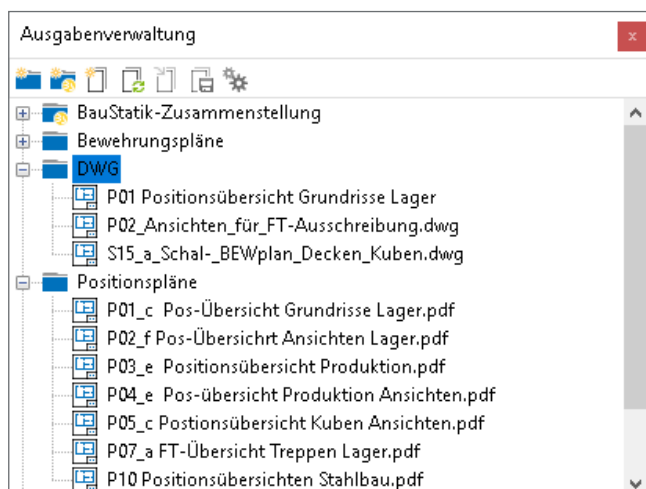 Ausgabenverwaltung
x
BauStatik-Zusammenstellung
Bewehrungspläne
DWG
P01 Positionsübersicht Grundrisse Lager
P02_Ansichten_für_FT-Ausschreibung.dwg
S15_a_Schal-_BEWplan_Decken_Kuben.dwg
Positionspläne
P01_c  Pos-Übersicht Grundrisse Lager.pdf
P02_f Pos-Übersichrt Ansichten Lager.pdf
P03_e  Positionsübersicht Produktion.pdf
P04_e  Pos-übersicht Produktion Ansichten.pdf
P05_c Postionsübersicht Kuben Ansichten.pdf
P07_a FT-Übersicht Treppen Lager.pdf
P10 Positionsübersichten Stahlbau.pdf